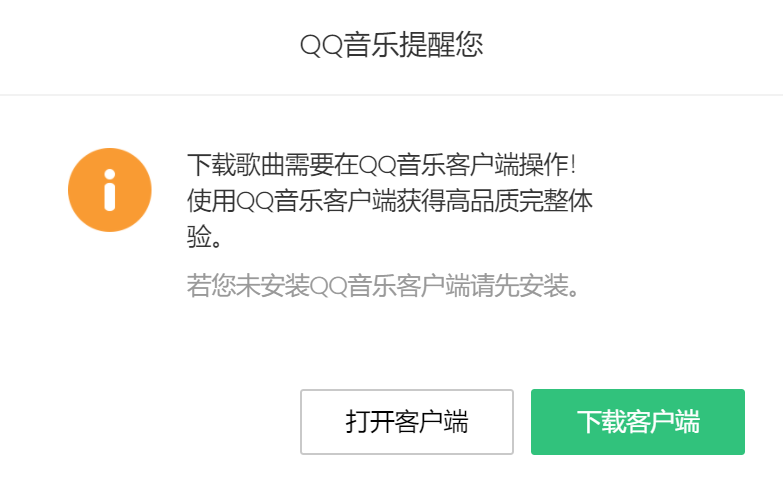 QQ音乐提醒您
下载歌曲需要在QQ音乐客户端操作！
使用QQ音乐客户端获得高品质完整体
验。
若您未安装QQ音乐客户端请先安装。
打开客户端
下载客户端